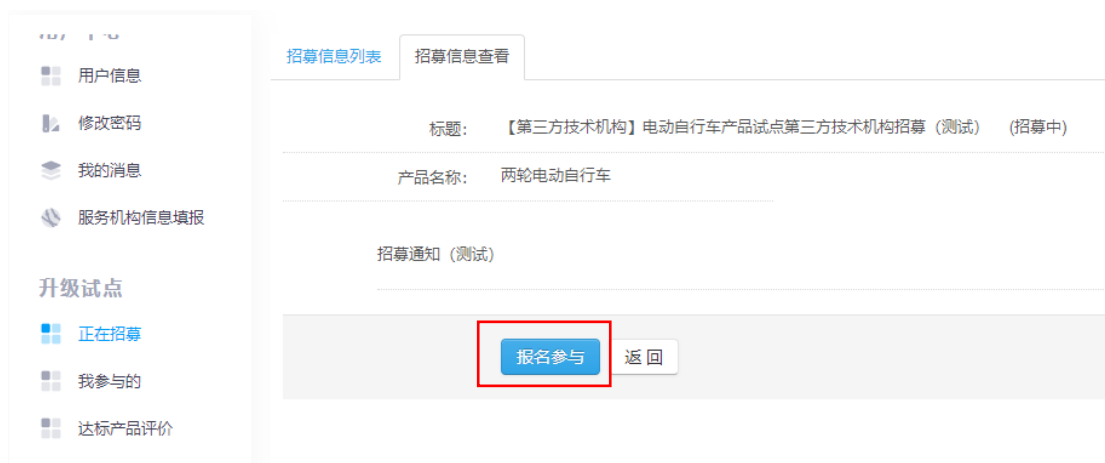 用户信息
修改密码
我的消息
服务机构信息填报
升级试点
正在招募
我参与的
达标产品评价
招募信息列表 招募信息查看
标题: 【第三方技术机构】电动自行车产品试点第三方技术机构招募（测试） (招募中)
产品名称: 两轮电动自行车
招募通知（测试）
报名参与 返 回